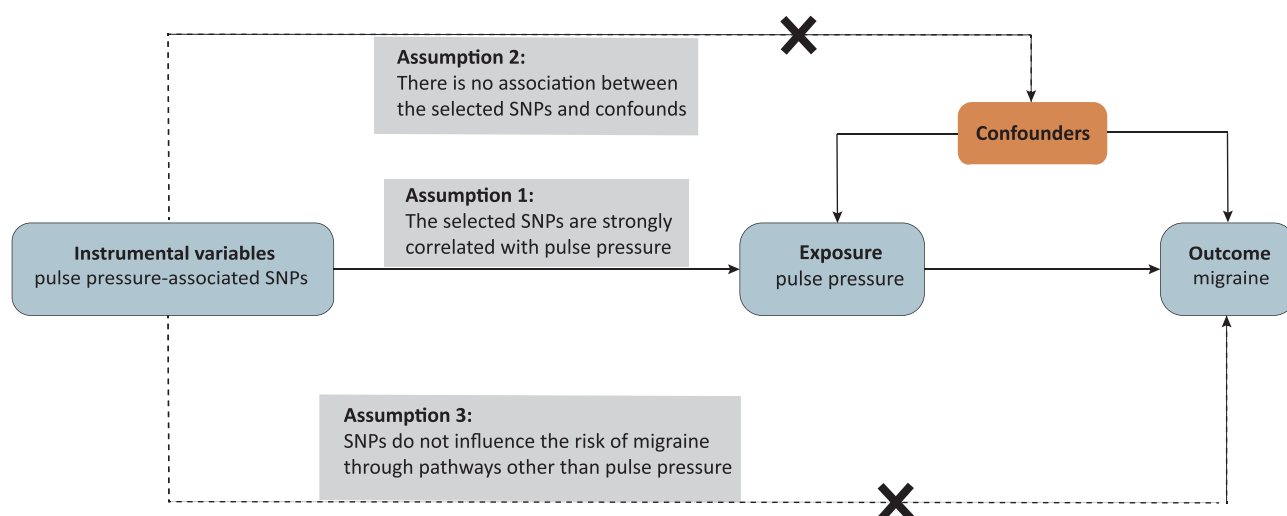 Assumption 2:
There is no association between
the selected SNPs and confounds
Confounders
Assumption 1:
The selected SNPs are strongly
correlated with pulse pressure
Instrumental variables
pulse pressure-associated SNPs
Exposure
pulse pressure
Outcome
migraine
Assumption 3:
SNPs do not influence the risk of migraine
through pathways other than pulse pressure